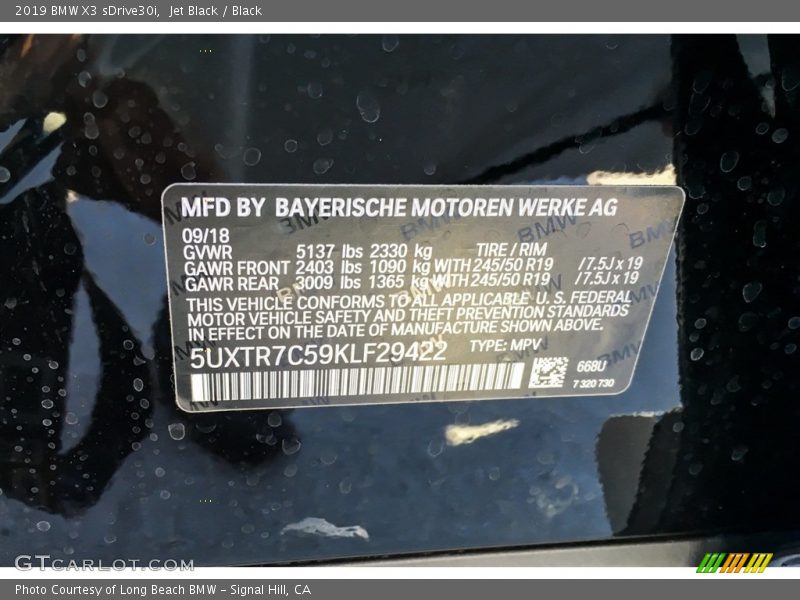 2019 BMW X3 sDrive30i, Jet Black / Black
MFD BY BAYERISCHE MOTOREN WERKE AG
09/18
GVWR 5137 lbs 2330 kg TIRE / RIM
GAWR FRONT 2403 lbs 1090 kg WITH 245/50 R19 /7.5J x 19
GAWR REAR 3009 lbs 1365 kg WITH 245/50 R19 /7.5J x 19
THIS VEHICLE CONFORMS TO ALL APPLICABLE U. S. FEDERAL
MOTOR VEHICLE SAFETY AND THEFT PREVENTION STANDARDS
IN EFFECT ON THE DATE OF MANUFACTURE SHOWN ABOVE.
5UXTR7C59KLF29422 TYPE: MPV
668U
7 320 730
GTcarlot.com
Photo Courtesy of Long Beach BMW - Signal Hill, CA